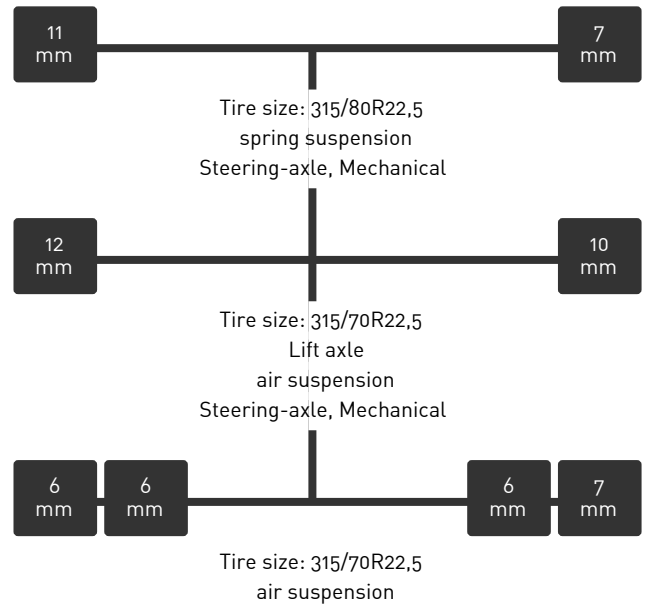 11 mm 7 mm
Tire size: 315/80R22,5
spring suspension
Steering-axle, Mechanical
12 mm 10 mm
Tire size: 315/70R22,5
Lift axle
air suspension
Steering-axle, Mechanical
6 mm 6 mm 6 mm 7 mm
Tire size: 315/70R22,5
air suspension